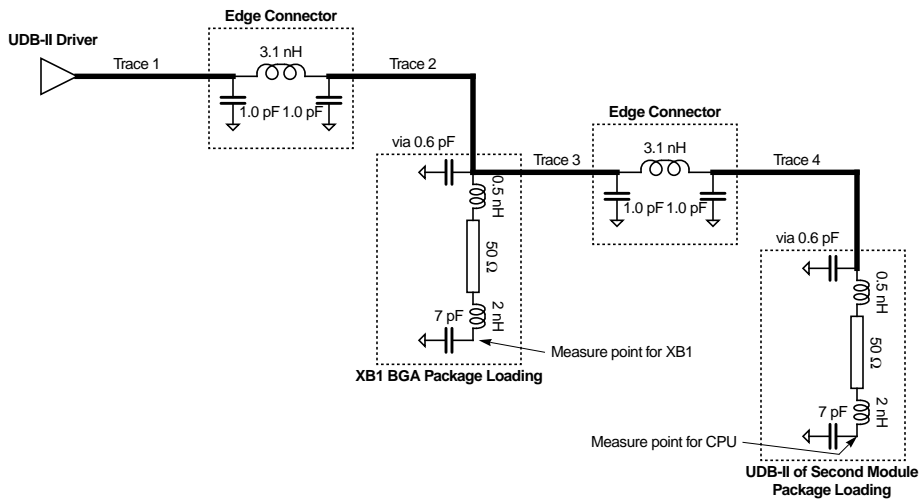 Edge Connector
UDB-II Driver
3.1 nH
Trace 1
Trace 2
1.0 pF
1.0 pF
Edge Connector
via 0.6 pF
3.1 nH
Trace 3
Trace 4
0.5 nH
1.0 pF
1.0 pF
50 Ω
via 0.6 pF
0.5 nH
7 pF
2 nH
Measure point for XB1
50 Ω
XB1 BGA Package Loading
7 pF
2 nH
Measure point for CPU
UDB-II of Second Module
Package Loading